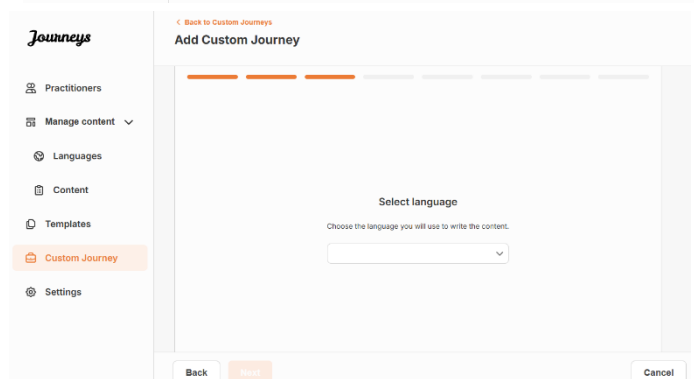 Journeys
Practitioners
Manage content
Languages
Content
Templates
Custom Journey
Settings
Back to Custom Journeys
Add Custom Journey
Select language
Choose the language you will use to write the content.
Back
Next
Cancel